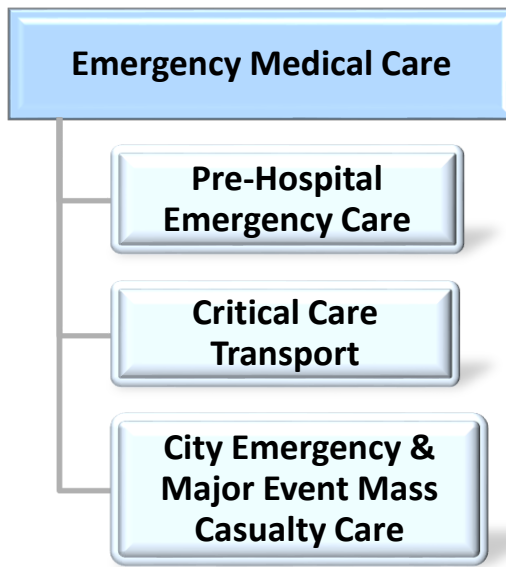 Emergency Medical Care
Pre-Hospital
Emergency Care
Critical Care
Transport
City Emergency &
Major Event Mass
Casualty Care